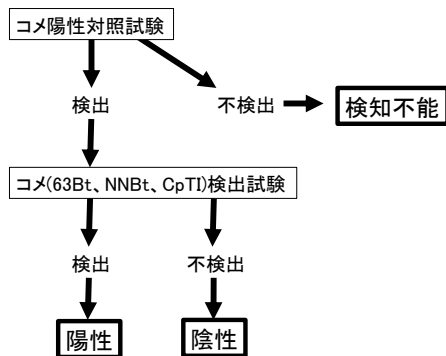 コメ陽性対照試験
検出
不検出
検知不能
コメ(63Bt、NNBt、CpTI)検出試験
検出
不検出
陽性
陰性